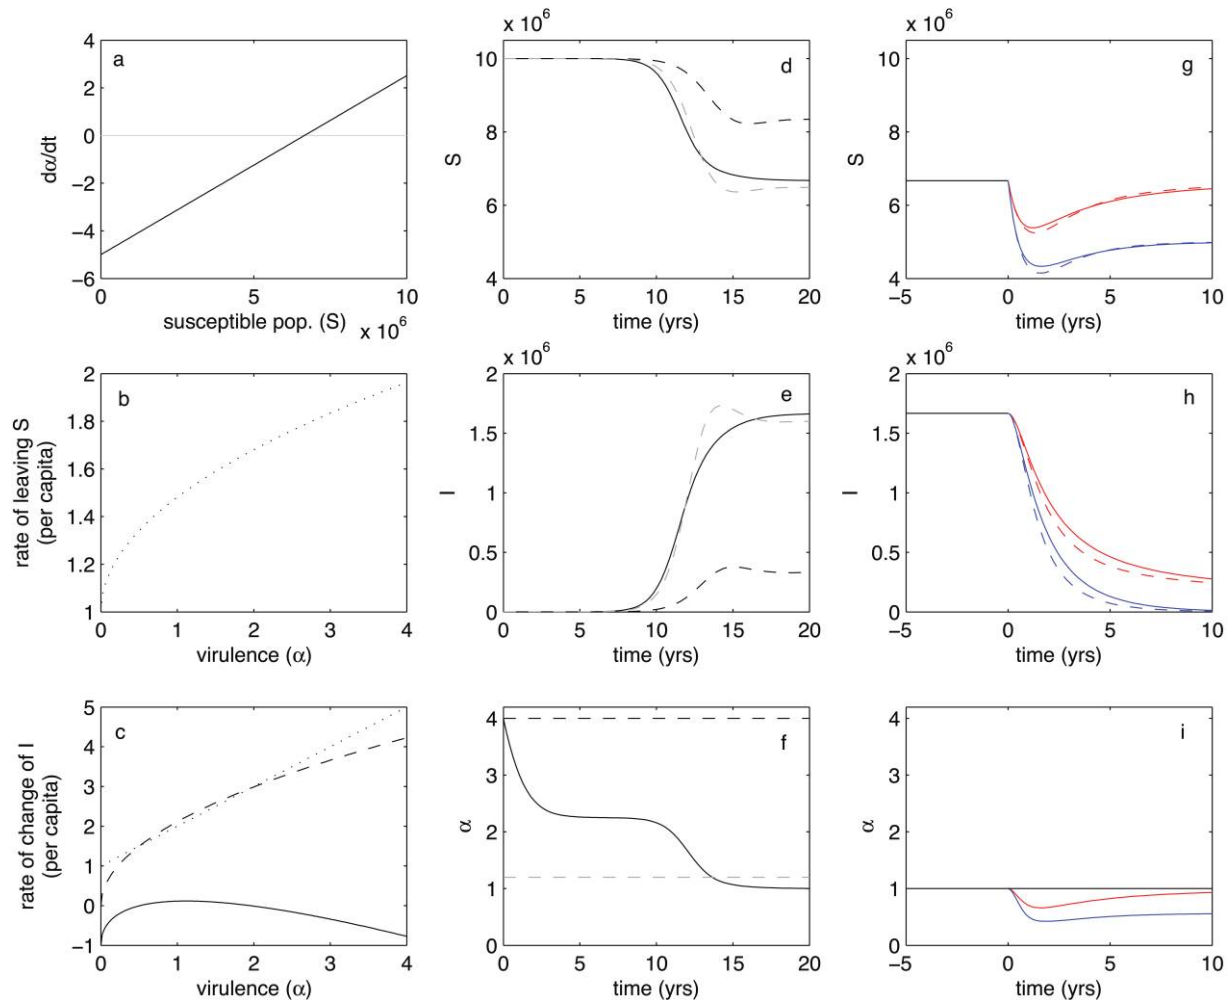 a
4
2
0
−2
−4
−6
dα/dt
0
5
10
susceptible pop. (S)
x 10^6
x 10^6
d
10
8
6
4
S
0
5
10
15
20
time (yrs)
x 10^6
g
10
8
6
4
S
−5
0
5
10
time (yrs)
b
2
1.8
1.6
1.4
1.2
1
rate of leaving S
(per capita)
0
1
2
3
4
virulence (α)
x 10^6
e
2
1.5
1
0.5
0
I
0
5
10
15
20
time (yrs)
x 10^6
h
2
1.5
1
0.5
0
I
−5
0
5
10
time (yrs)
c
5
4
3
2
1
0
−1
rate of change of I
(per capita)
0
1
2
3
4
virulence (α)
f
4
3
2
1
0
α
0
5
10
15
20
time (yrs)
i
4
3
2
1
0
α
−5
0
5
10
time (yrs)